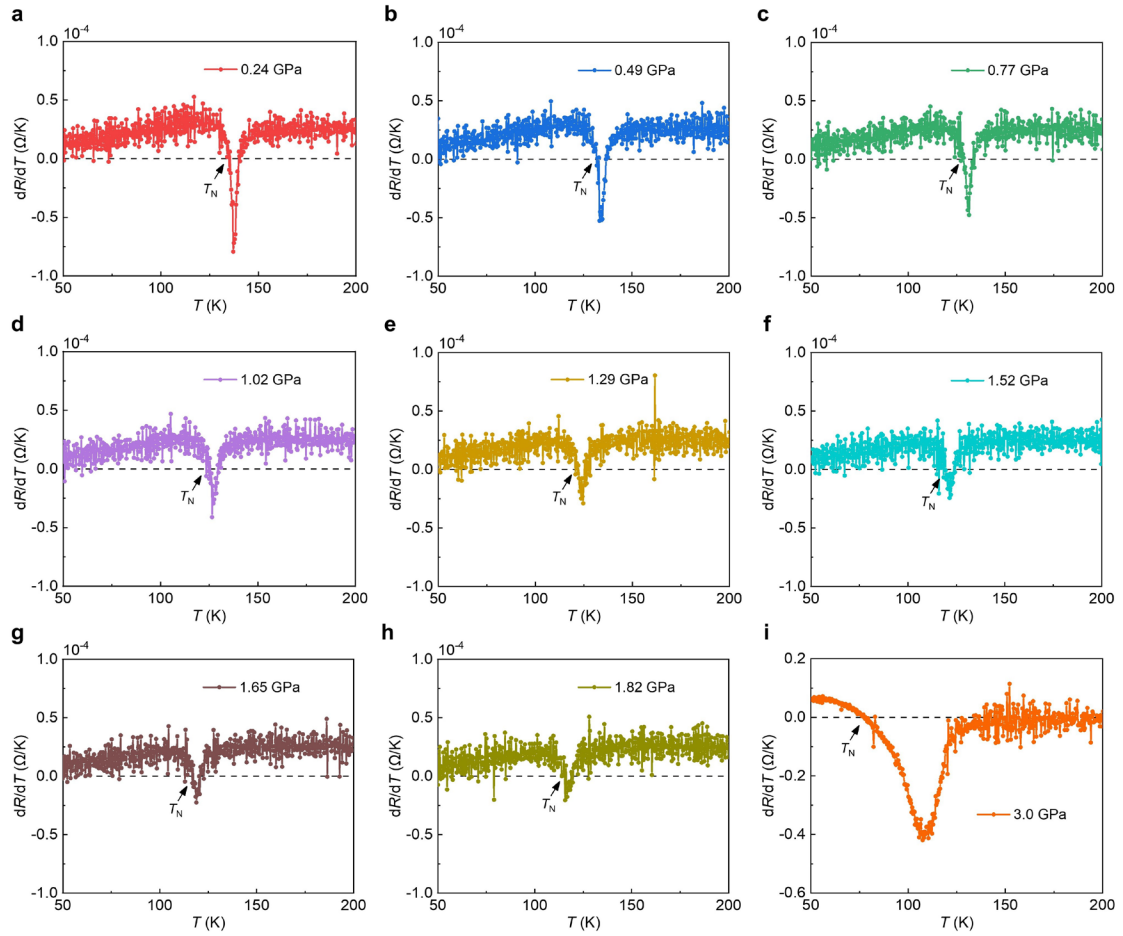 a
10⁻⁴
1.0
0.5
0.0
-0.5
-1.0
dR/dT (Ω/K)
0.24 GPa
T_N
50 100 150 200
T (K)
b
10⁻⁴
1.0
0.5
0.0
-0.5
-1.0
dR/dT (Ω/K)
0.49 GPa
T_N
50 100 150 200
T (K)
c
10⁻⁴
1.0
0.5
0.0
-0.5
-1.0
dR/dT (Ω/K)
0.77 GPa
T_N
50 100 150 200
T (K)
d
10⁻⁴
1.0
0.5
0.0
-0.5
-1.0
dR/dT (Ω/K)
1.02 GPa
T_N
50 100 150 200
T (K)
e
10⁻⁴
1.0
0.5
0.0
-0.5
-1.0
dR/dT (Ω/K)
1.29 GPa
T_N
50 100 150 200
T (K)
f
10⁻⁴
1.0
0.5
0.0
-0.5
-1.0
dR/dT (Ω/K)
1.52 GPa
T_N
50 100 150 200
T (K)
g
10⁻⁴
1.0
0.5
0.0
-0.5
-1.0
dR/dT (Ω/K)
1.65 GPa
T_N
50 100 150 200
T (K)
h
10⁻⁴
1.0
0.5
0.0
-0.5
-1.0
dR/dT (Ω/K)
1.82 GPa
T_N
50 100 150 200
T (K)
i
0.2
0.0
-0.2
-0.4
-0.6
dR/dT (Ω/K)
T_N
3.0 GPa
50 100 150 200
T (K)